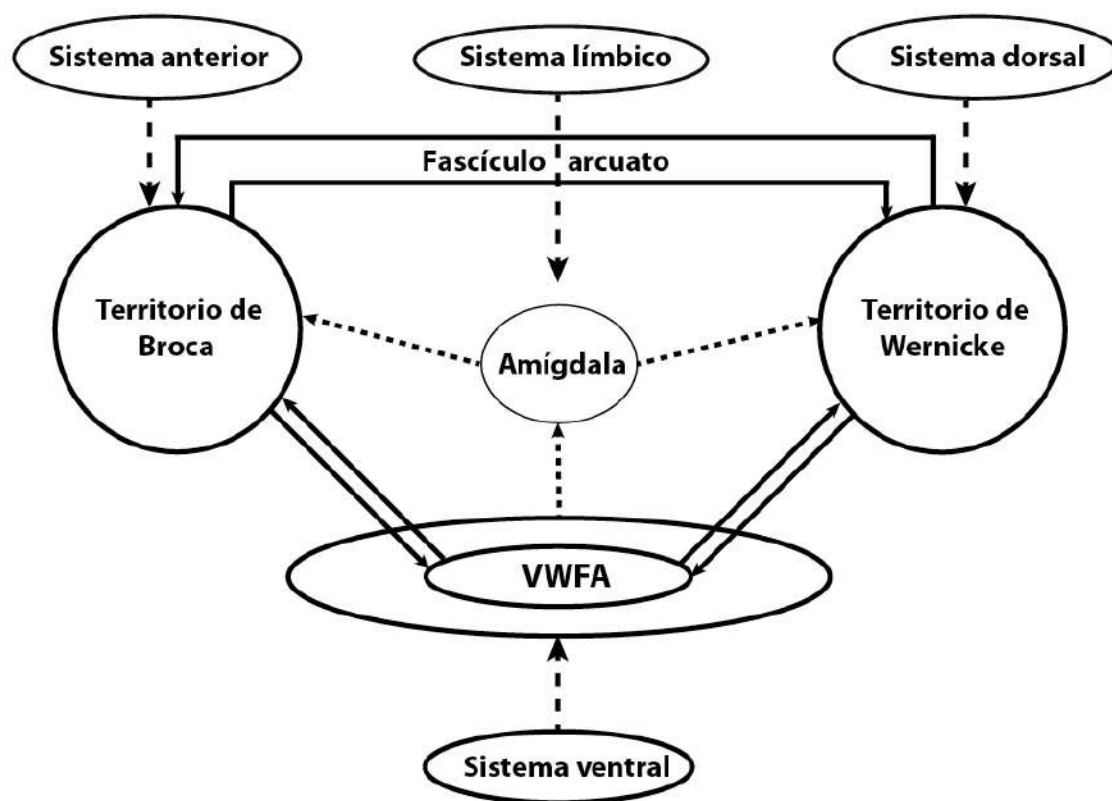 Sistema anterior
Sistema límbico
Sistema dorsal
Fascículo arcuato
Territorio de
Broca
Amígdala
Territorio de
Wernicke
VWFA
Sistema ventral